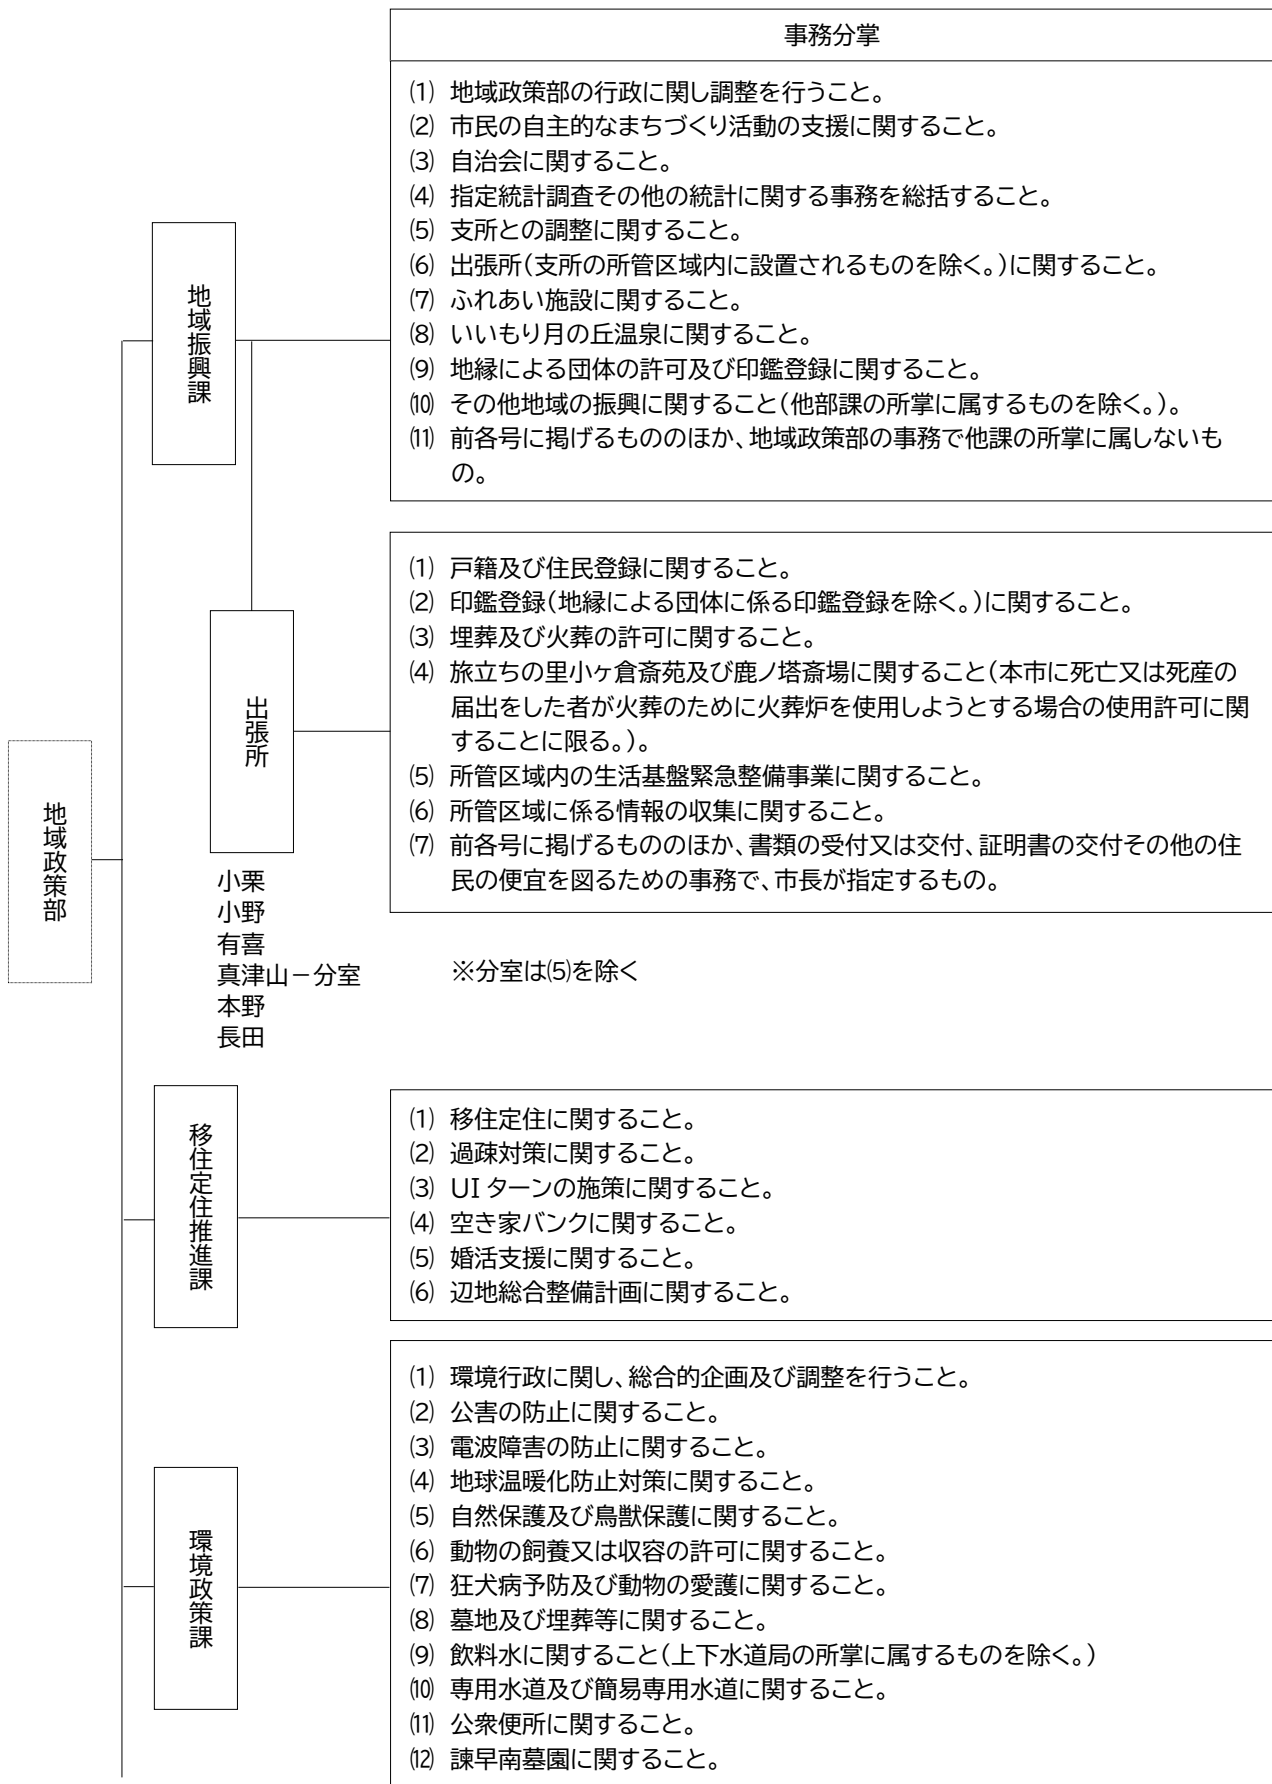 事務分掌
地域政策部
地域振興課
⑴ 地域政策部の行政に関し調整を行うこと。
⑵ 市民の自主的なまちづくり活動の支援に関すること。
⑶ 自治会に関すること。
⑷ 指定統計調査その他の統計に関する事務を総括すること。
⑸ 支所との調整に関すること。
⑹ 出張所(支所の所管区域内に設置されるものを除く。)に関すること。
⑺ ふれあい施設に関すること。
⑻ いいもり月の丘温泉に関すること。
⑼ 地縁による団体の許可及び印鑑登録に関すること。
⑽ その他地域の振興に関すること(他部課の所掌に属するものを除く。)。
⑾ 前各号に掲げるもののほか、地域政策部の事務で他課の所掌に属しないも
の。
出張所
小栗
小野
有喜
真津山-分室
本野
長田
⑴ 戸籍及び住民登録に関すること。
⑵ 印鑑登録(地縁による団体に係る印鑑登録を除く。)に関すること。
⑶ 埋葬及び火葬の許可に関すること。
⑷ 旅立ちの里小ヶ倉斎苑及び鹿ノ塔斎場に関すること(本市に死亡又は死産の
届出をした者が火葬のために火葬炉を使用しようとする場合の使用許可に関
することに限る。)。
⑸ 所管区域内の生活基盤緊急整備事業に関すること。
⑹ 所管区域に係る情報の収集に関すること。
⑺ 前各号に掲げるもののほか、書類の受付又は交付、証明書の交付その他の住
民の便宜を図るための事務で、市長が指定するもの。
※分室は⑸を除く
移住定住推進課
⑴ 移住定住に関すること。
⑵ 過疎対策に関すること。
⑶ UIターンの施策に関すること。
⑷ 空き家バンクに関すること。
⑸ 婚活支援に関すること。
⑹ 辺地総合整備計画に関すること。
環境政策課
⑴ 環境行政に関し、総合的企画及び調整を行うこと。
⑵ 公害の防止に関すること。
⑶ 電波障害の防止に関すること。
⑷ 地球温暖化防止対策に関すること。
⑸ 自然保護及び鳥獣保護に関すること。
⑹ 動物の飼養又は収容の許可に関すること。
⑺ 狂犬病予防及び動物の愛護に関すること。
⑻ 墓地及び埋葬等に関すること。
⑼ 飲料水に関すること(上下水道局の所掌に属するものを除く。)
⑽ 専用水道及び簡易専用水道に関すること。
⑾ 公衆便所に関すること。
⑿ 諫早南墓園に関すること。